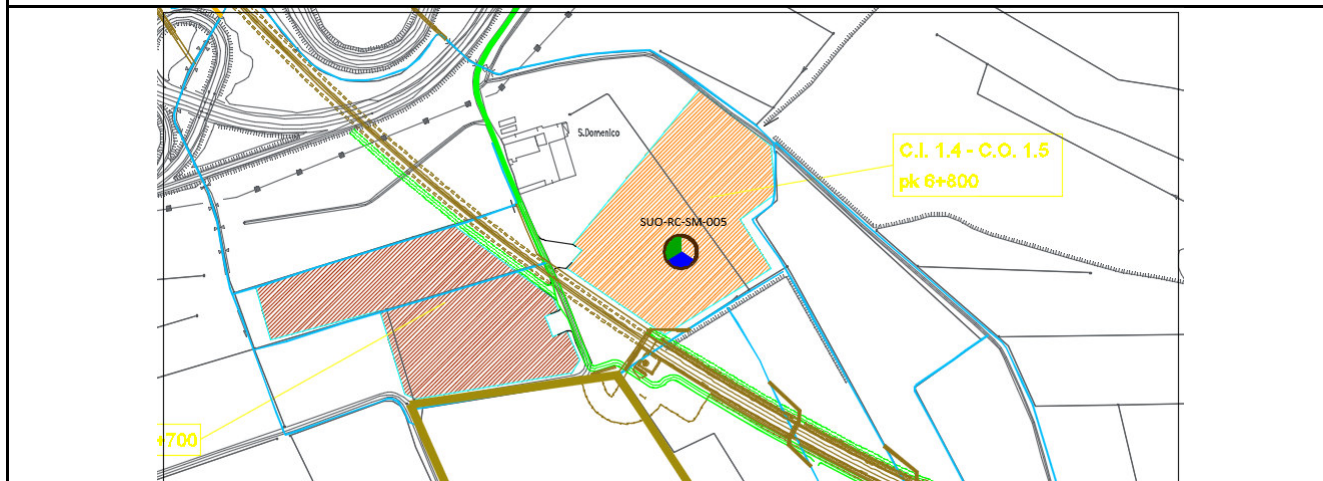 S.Domenico
C.I. 1.4 - C.O. 1.5
pk 6+800
SUO-RC-SM-005
+700